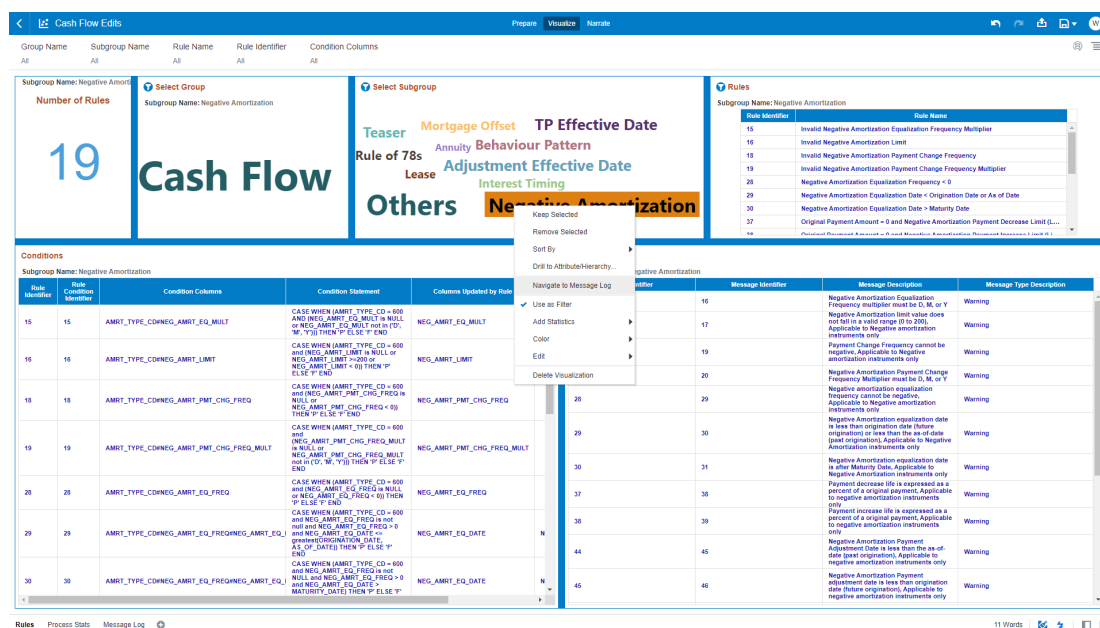 Cash Flow Edits
Prepare Visualize Narrate
W
Group Name Subgroup Name Rule Name Rule Identifier Condition Columns
All All All All All
Subgroup Name: Negative Amorti
Number of Rules
19
Select Group
Subgroup Name: Negative Amortization
Cash Flow
Select Subgroup
Teaser Mortgage Offset TP Effective Date
Rule of 78s Annuity Behaviour Pattern
Lease Adjustment Effective Date
Interest Timing
Others Negative Amortization
Rules
Subgroup Name: Negative Amortization
Rule Identifier Rule Name
15 Invalid Negative Amortization Equalization Frequency Multiplier
16 Invalid Negative Amortization Limit
18 Invalid Negative Amortization Payment Change Frequency
19 Invalid Negative Amortization Payment Change Frequency Multiplier
28 Negative Amortization Equalization Frequency < 0
29 Negative Amortization Equalization Date < Origination Date or As of Date
30 Negative Amortization Equalization Date > Maturity Date
37 Original Payment Amount = 0 and Negative Amortization Payment Decrease Limit (L...
38 Original Payment Amount = 0 and Negative Amortization Payment Increase Limit (Li
Keep Selected
Remove Selected
Sort By
Drill to Attribute/Hierarchy...
Navigate to Message Log
Use as Filter
Add Statistics
Color
Edit
Delete Visualization
Conditions
Subgroup Name: Negative Amortization
Rule Identifier Rule Condition Identifier Condition Columns Condition Statement Columns Updated by Rule
15 15 AMRT_TYPE_CD#NEG_AMRT_EQ_MULT
CASE WHEN (AMRT_TYPE_CD = 600
AND (NEG_AMRT_EQ_MULT is NULL
or NEG_AMRT_EQ_MULT not in ('D',
'M', 'Y'))) THEN 'P' ELSE 'F' END
NEG_AMRT_EQ_MULT
16 16 AMRT_TYPE_CD#NEG_AMRT_LIMIT
CASE WHEN (AMRT_TYPE_CD = 600
and (NEG_AMRT_LIMIT is NULL or
NEG_AMRT_LIMIT >=200 or
NEG_AMRT_LIMIT < 0)) THEN 'P'
ELSE 'F' END
NEG_AMRT_LIMIT
18 18 AMRT_TYPE_CD#NEG_AMRT_PMT_CHG_FREQ
CASE WHEN (AMRT_TYPE_CD = 600
and (NEG_AMRT_PMT_CHG_FREQ is
NULL or
NEG_AMRT_PMT_CHG_FREQ < 0))
THEN 'P' ELSE 'F' END
NEG_AMRT_PMT_CHG_FREQ
19 19 AMRT_TYPE_CD#NEG_AMRT_PMT_CHG_FREQ_MULT
CASE WHEN (AMRT_TYPE_CD = 600
and
(NEG_AMRT_PMT_CHG_FREQ_MULT
is NULL or
NEG_AMRT_PMT_CHG_FREQ_MULT
not in ('D', 'M', 'Y'))) THEN 'P' ELSE 'F'
END
NEG_AMRT_PMT_CHG_FREQ_MULT
28 28 AMRT_TYPE_CD#NEG_AMRT_EQ_FREQ
CASE WHEN (AMRT_TYPE_CD = 600
and (NEG_AMRT_EQ_FREQ is NULL
or NEG_AMRT_EQ_FREQ < 0)) THEN
'P' ELSE 'F' END
NEG_AMRT_EQ_FREQ
29 29 AMRT_TYPE_CD#NEG_AMRT_EQ_FREQ#NEG_AMRT_EQ_I
CASE WHEN (AMRT_TYPE_CD = 600
and NEG_AMRT_EQ_FREQ is not
null and NEG_AMRT_EQ_FREQ > 0
and NEG_AMRT_EQ_DATE <=
greatest(ORIGINATION_DATE,
AS_OF_DATE)) THEN 'P' ELSE 'F'
END
NEG_AMRT_EQ_DATE N
30 30 AMRT_TYPE_CD#NEG_AMRT_EQ_FREQ#NEG_AMRT_EQ_I
CASE WHEN (AMRT_TYPE_CD = 600
and NEG_AMRT_EQ_FREQ is not
NULL and NEG_AMRT_EQ_FREQ > 0
and NEG_AMRT_EQ_DATE >
MATURITY_DATE) THEN 'P' ELSE 'F'
NEG_AMRT_EQ_DATE N
egative Amortization
entifier Message Identifier Message Description Message Type Description
16 Negative Amortization Equalization
Frequency multiplier must be D, M, or Y
Warning
17 Negative Amortization limit value does
not fall in a valid range (0 to 200),
Applicable to Negative amortization
instruments only
Warning
19 Payment Change Frequency cannot be
negative, Applicable to Negative
amortization instruments only
Warning
20 Negative Amortization Payment Change
Frequency Multiplier must be D, M, or Y
Warning
28 29 Negative amortization equalization
frequency cannot be negative,
Applicable to Negative amortization
instruments only
Warning
29 30 Negative Amortization equalization date
is less than origination date (future
origination) or less than the as-of-date
(past origination), Applicable to Negative
Amortization instruments only
Warning
30 31 Negative Amortization equalization date
is after Maturity Date, Applicable to
Negative Amortization instruments only
Warning
37 38 Payment decrease life is expressed as a
percent of a original payment, Applicable
to negative amortization instruments
only
Warning
38 39 Payment increase life is expressed as a
percent of a original payment, Applicable
to negative amortization instruments
only
Warning
44 45 Negative Amortization Payment
Adjustment Date is less than the as-of-
date (past origination), Applicable to
negative amortization instruments only
Warning
45 46 Negative Amortization Payment
adjustment date is less than origination
date (future origination), Applicable to
negative amortization instruments only
Warning
Rules Process Stats Message Log
11 Words